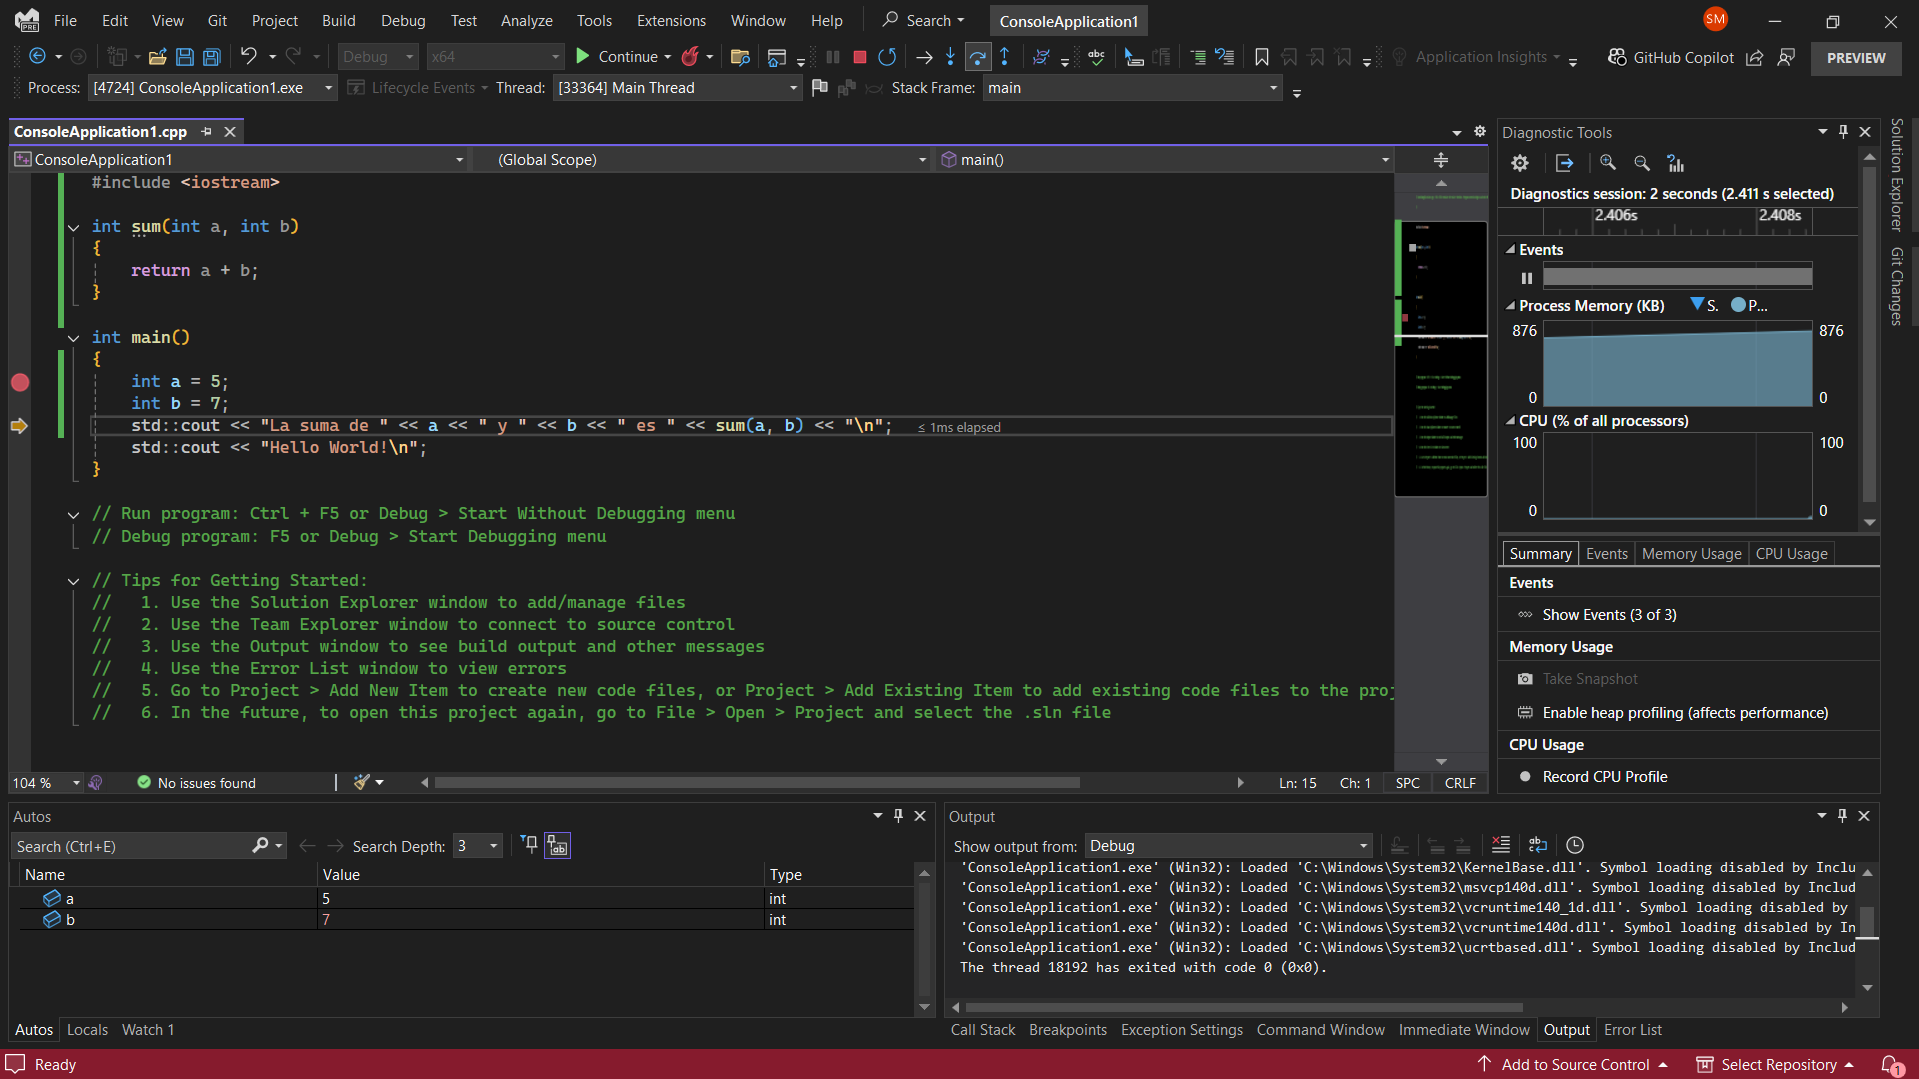 File Edit View Git Project Build Debug Test Analyze Tools Extensions Window Help Search ConsoleApplication1 SM
PRE
Debug x64 Continue abc Application Insights GitHub Copilot PREVIEW
Process: [4724] ConsoleApplication1.exe Lifecycle Events Thread: [33364] Main Thread Stack Frame: main
ConsoleApplication1.cpp
ConsoleApplication1 (Global Scope) main()
#include <iostream>
int sum(int a, int b)
{
return a + b;
}
int main()
{
int a = 5;
int b = 7;
std::cout << "La suma de " << a << " y " << b << " es " << sum(a, b) << "\n"; ≤ 1ms elapsed
std::cout << "Hello World!\n";
}
// Run program: Ctrl + F5 or Debug > Start Without Debugging menu
// Debug program: F5 or Debug > Start Debugging menu
// Tips for Getting Started:
// 1. Use the Solution Explorer window to add/manage files
// 2. Use the Team Explorer window to connect to source control
// 3. Use the Output window to see build output and other messages
// 4. Use the Error List window to view errors
// 5. Go to Project > Add New Item to create new code files, or Project > Add Existing Item to add existing code files to the proj
// 6. In the future, to open this project again, go to File > Open > Project and select the .sln file
104 % No issues found Ln: 15 Ch: 1 SPC CRLF
Diagnostic Tools
Diagnostics session: 2 seconds (2.411 s selected)
2.406s 2.408s
Events
Process Memory (KB) S. P...
876 876
0 0
CPU (% of all processors)
100 100
0 0
Summary Events Memory Usage CPU Usage
Events
Show Events (3 of 3)
Memory Usage
Take Snapshot
Enable heap profiling (affects performance)
CPU Usage
Record CPU Profile
Solution Explorer
Git Changes
Autos
Search (Ctrl+E) Search Depth: 3
Name Value Type
a 5 int
b 7 int
Autos Locals Watch 1
Output
Show output from: Debug
'ConsoleApplication1.exe' (Win32): Loaded 'C:\Windows\System32\KernelBase.dll'. Symbol loading disabled by Inclu
'ConsoleApplication1.exe' (Win32): Loaded 'C:\Windows\System32\msvcp140d.dll'. Symbol loading disabled by Includ
'ConsoleApplication1.exe' (Win32): Loaded 'C:\Windows\System32\vcruntime140_1d.dll'. Symbol loading disabled by
'ConsoleApplication1.exe' (Win32): Loaded 'C:\Windows\System32\vcruntime140d.dll'. Symbol loading disabled by In
'ConsoleApplication1.exe' (Win32): Loaded 'C:\Windows\System32\ucrtbased.dll'. Symbol loading disabled by Includ
The thread 18192 has exited with code 0 (0x0).
Call Stack Breakpoints Exception Settings Command Window Immediate Window Output Error List
Ready Add to Source Control Select Repository 1